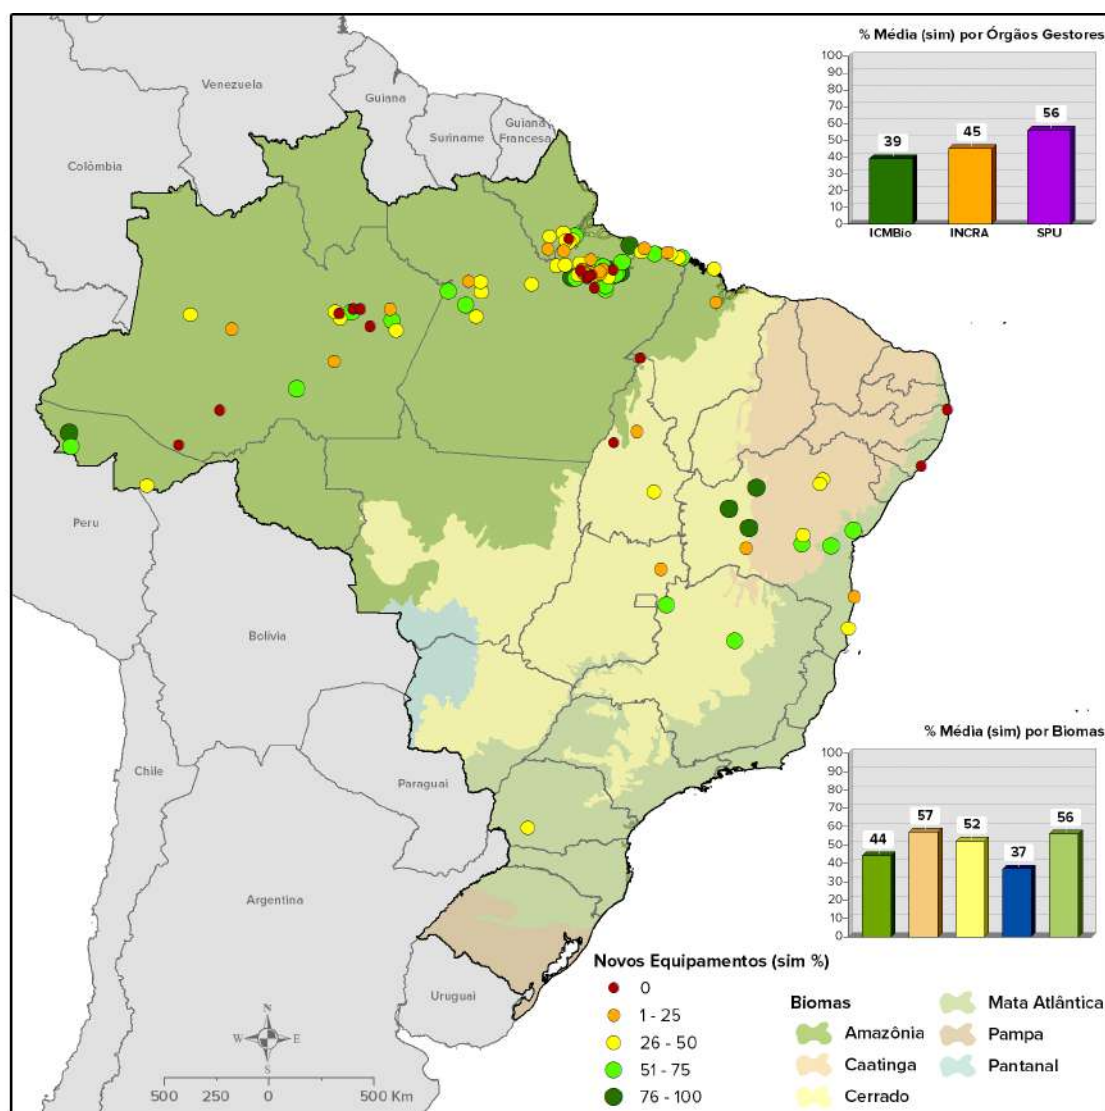 % Média (sim) por Órgãos Gestores
100
90
80
70
60
50
40
30
20
10
0
39
45
56
ICMBio
INCRA
SPU
Venezuela
Guiana
Suriname
Guiana
Francesa
Colômbia
Peru
Bolívia
Chile
Paraguai
Argentina
Uruguai
% Média (sim) por Biomas
100
90
80
70
60
50
40
30
20
10
0
44
57
52
37
56
N
W
E
S
500
250
0
500 Km
Novos Equipamentos (sim %)
0
1 - 25
26 - 50
51 - 75
76 - 100
Biomas
Amazônia
Caatinga
Cerrado
Mata Atlântica
Pampa
Pantanal